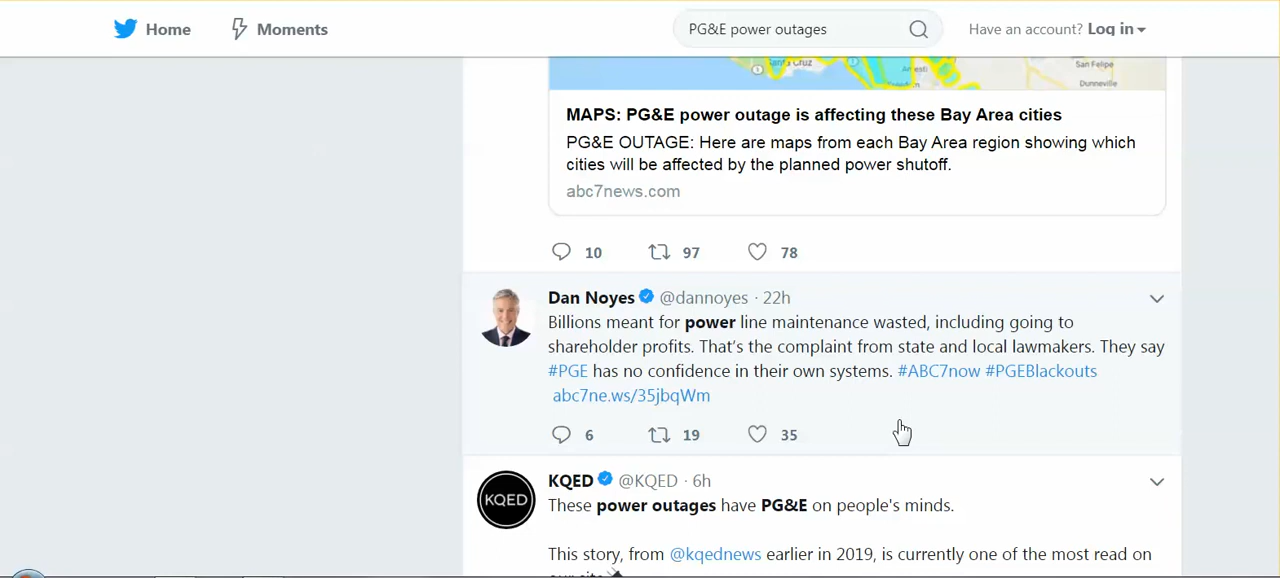 Home Moments PG&E power outages Have an account? Log in
Santa Cruz San Felipe
Dunneville
MAPS: PG&E power outage is affecting these Bay Area cities
PG&E OUTAGE: Here are maps from each Bay Area region showing which
cities will be affected by the planned power shutoff.
abc7news.com
10 97 78
Dan Noyes @dannoyes · 22h
Billions meant for power line maintenance wasted, including going to
shareholder profits. That’s the complaint from state and local lawmakers. They say
#PGE has no confidence in their own systems. #ABC7now #PGEBlackouts
abc7ne.ws/35jbqWm
6 19 35
KQED
KQED @KQED · 6h
These power outages have PG&E on people's minds.
This story, from @kqednews earlier in 2019, is currently one of the most read on